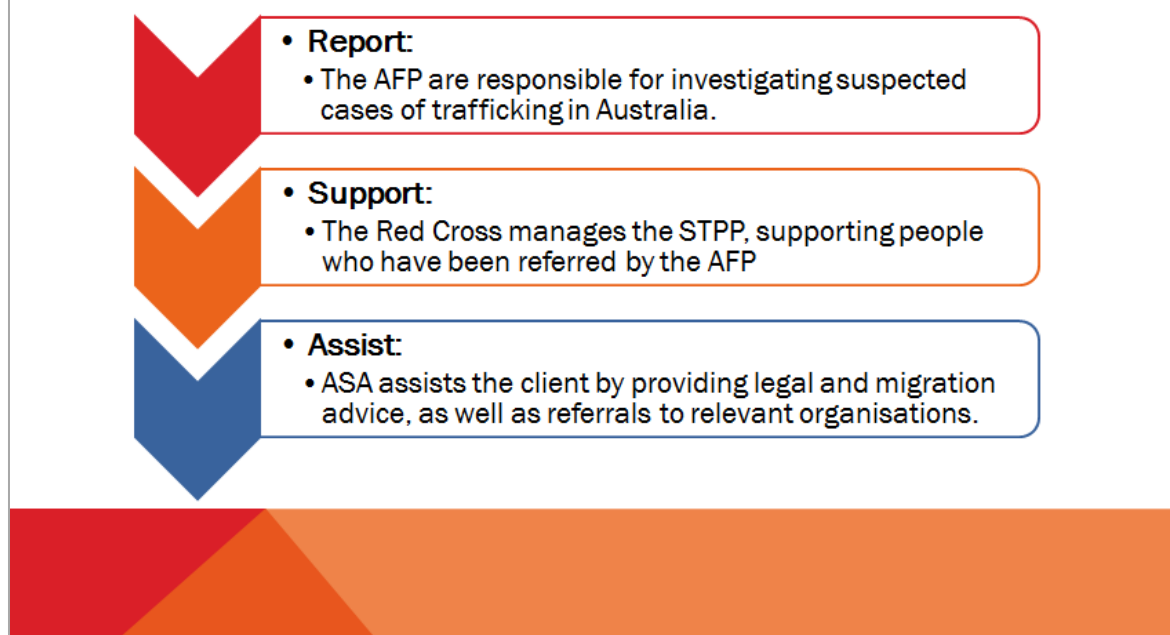 • Report:
• The AFP are responsible for investigating suspected
cases of trafficking in Australia.
• Support:
• The Red Cross manages the STPP, supporting people
who have been referred by the AFP
• Assist:
• ASA assists the client by providing legal and migration
advice, as well as referrals to relevant organisations.